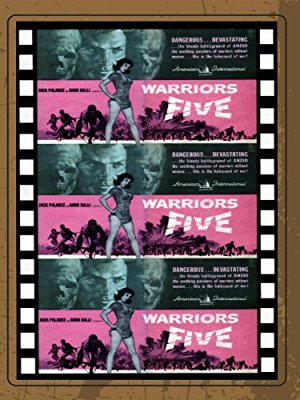 DANGEROUS...DEVASTATING
...the bloody battleground of ANZIO
the seething passions of warriors without
women...this is the holocaust of war!
American International
JACK PALANCE and ANNA RALLI
WARRIORS
FIVE
DANGEROUS...DEVASTATING
...the bloody battleground of ANZIO
the seething passions of warriors without
women...this is the holocaust of war!
American International
JACK PALANCE and ANNA RALLI
WARRIORS
FIVE
DANGEROUS...DEVASTATING
...the bloody battleground of ANZIO
the seething passions of warriors without
women...this is the holocaust of war!
American International
JACK PALANCE and ANNA RALLI
WARRIORS
FIVE